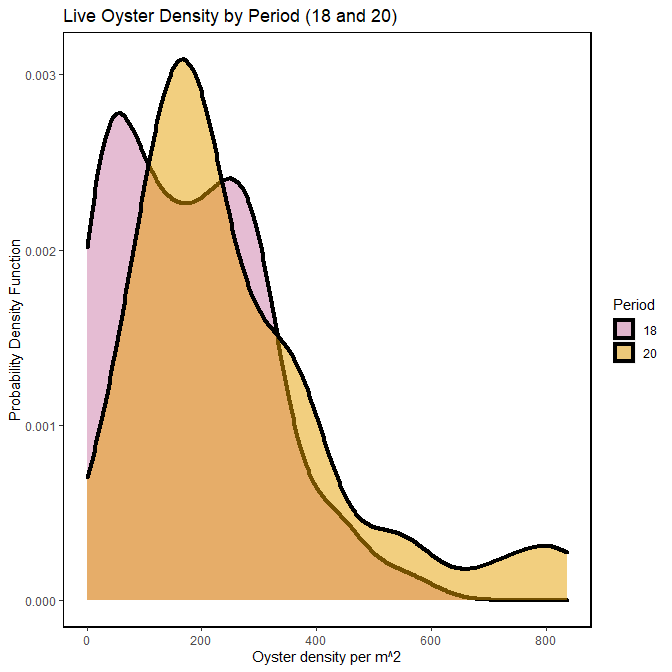 Live Oyster Density by Period (18 and 20)
Probability Density Function
0.003
0.002
0.001
0.000
0 200 400 600 800
Oyster density per m^2
Period
18
20